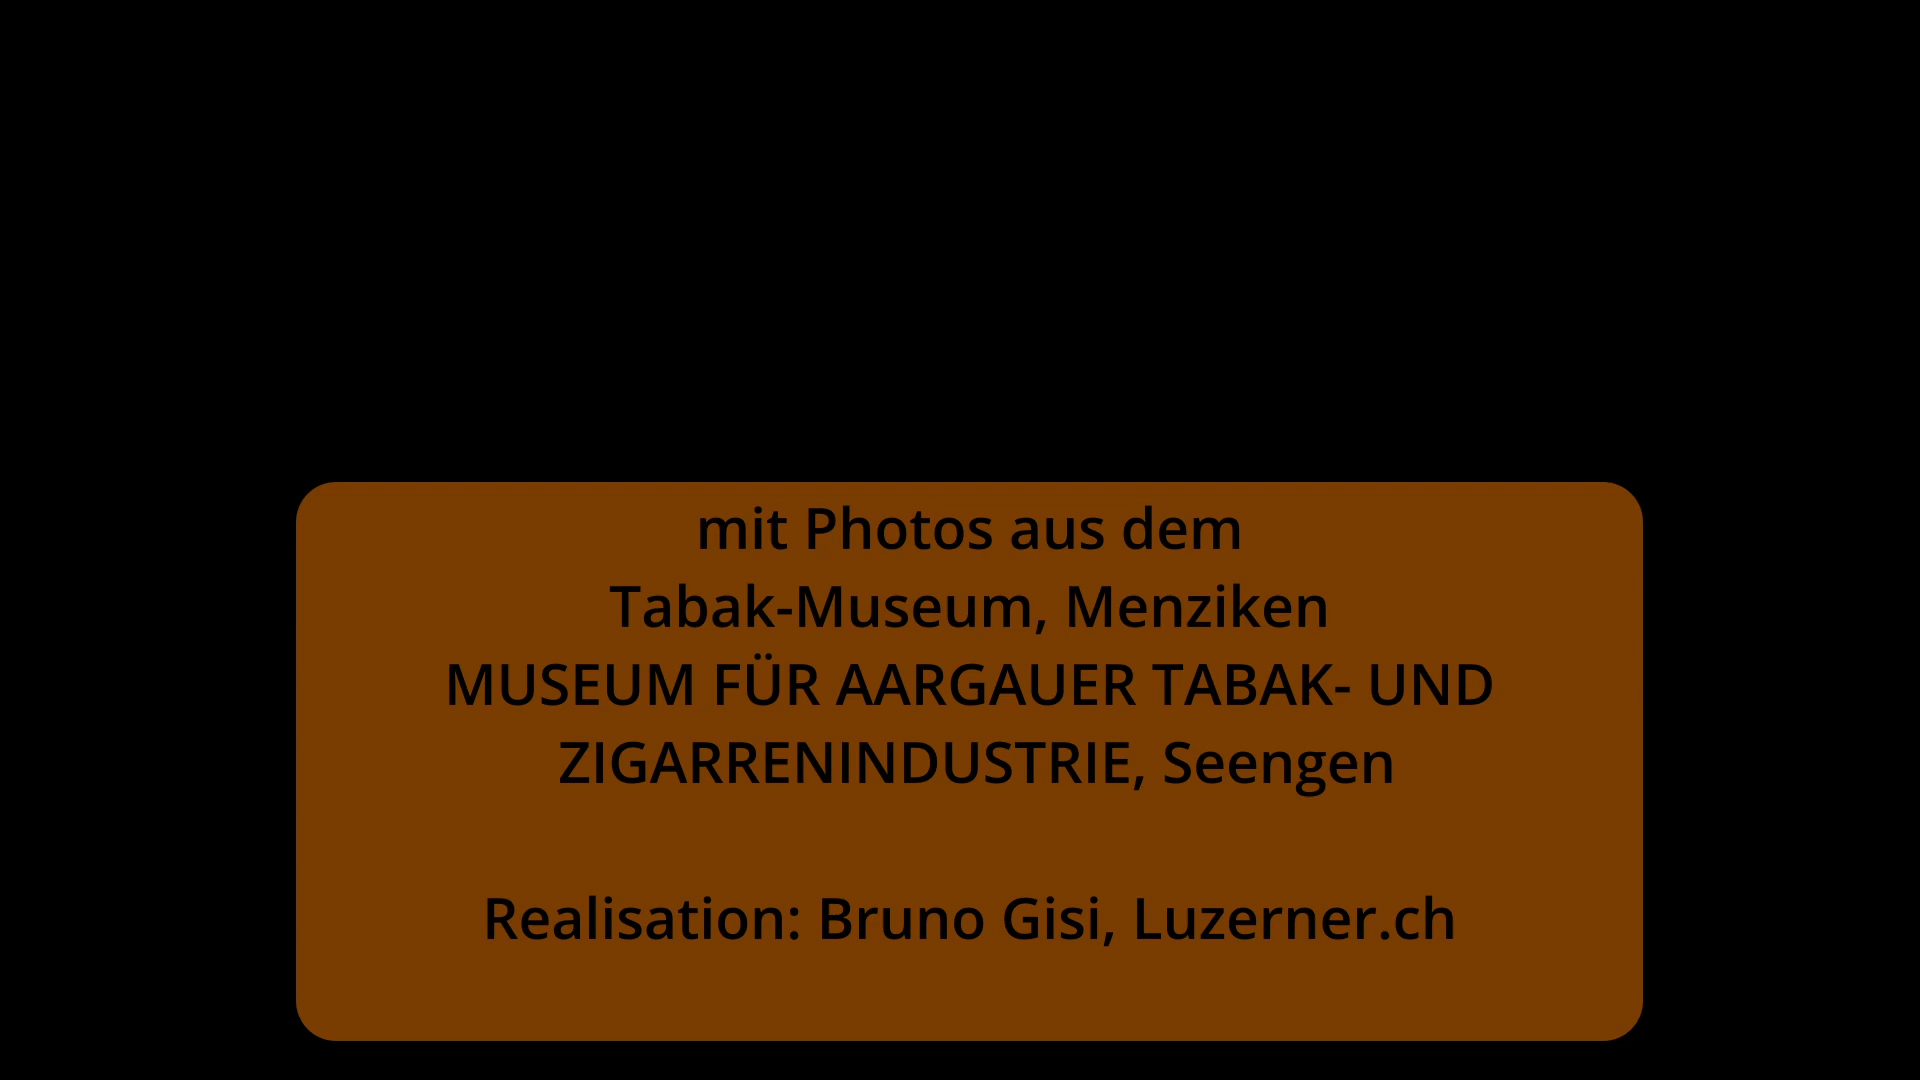 mit Photos aus dem
Tabak-Museum, Menziken
MUSEUM FÜR AARGAUER TABAK- UND
ZIGARRENINDUSTRIE, Seengen
Realisation: Bruno Gisi, Luzerner.ch